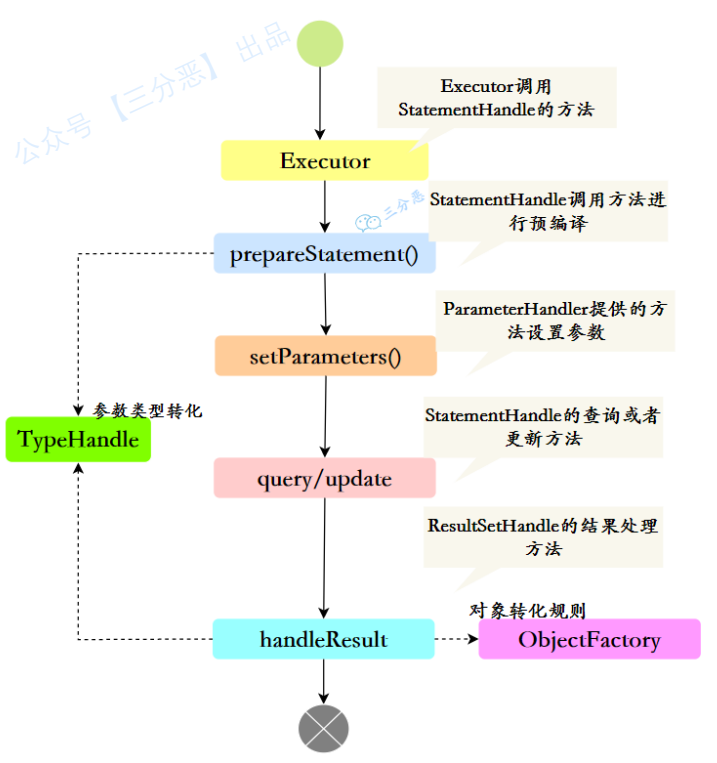 公众号 【三分恶】 出品
Executor调用
StatementHandle的方法
Executor
StatementHandle调用方法进
行预编译
三分恶
prepareStatement()
ParameterHandler提供的方
法设置参数
setParameters()
参数类型转化
TypeHandle
StatementHandle的查询或者
更新方法
query/update
ResultSetHandle的结果处理
方法
对象转化规则
handleResult
ObjectFactory